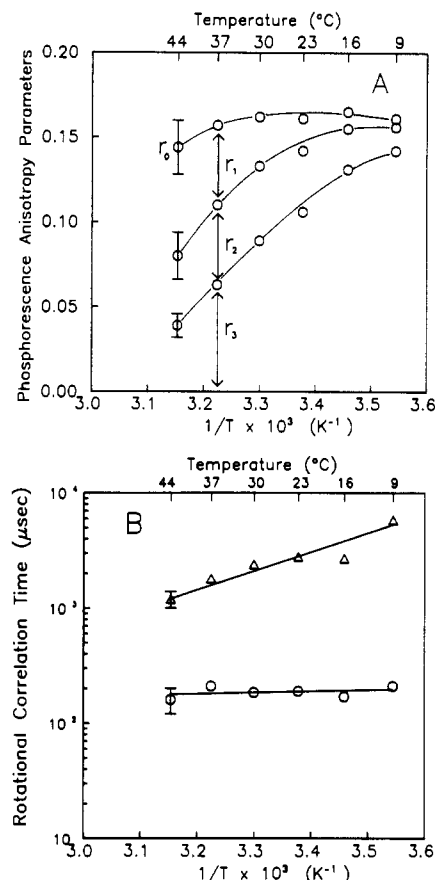 Temperature (°C)
44 37 30 23 16 9
A
Phosphorescence Anisotropy Parameters
0.20
0.15
0.10
0.05
0.00
r₀
r₁
r₂
r₃
3.0 3.1 3.2 3.3 3.4 3.5 3.6
1/T x 10³ (K⁻¹)
Temperature (°C)
44 37 30 23 16 9
B
Rotational Correlation Time (μsec)
10⁴
10³
10²
10
3.0 3.1 3.2 3.3 3.4 3.5 3.6
1/T x 10³ (K⁻¹)